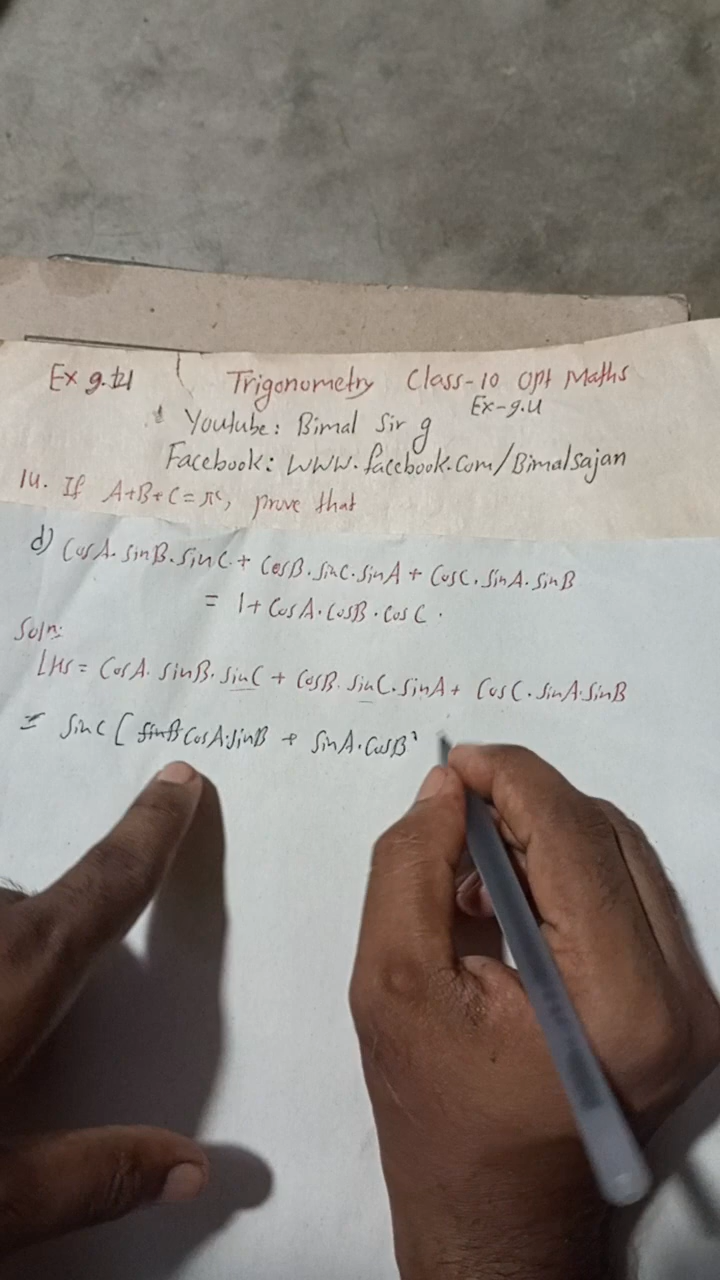 Ex 9.4 Trigonometry Class-10 Opt Maths
Ex-9.4
Youtube: Bimal Sir g
Facebook: www.facebook.com/Bimalsajan
14. If A+B+C=πᶜ, prove that
d) CosA. SinB. SinC + CosB. SinC. SinA + CosC. SinA. SinB
= 1+CosA.CosB.CosC.
Soln:
LHS = CosA. SinB. SinC + CosB. SinC. SinA + CosC. SinA. SinB
= SinC [ CosA.SinB + SinA.CosB